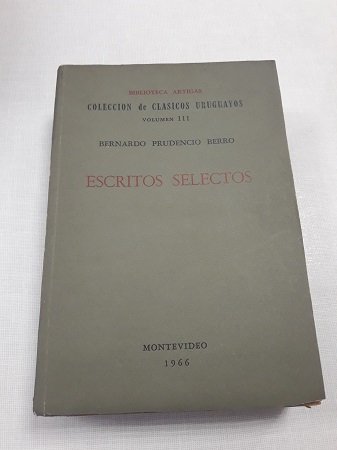 BIBLIOTECA ARTIGAS
COLECCION de CLASICOS URUGUAYOS
VOLUMEN III
BERNARDO PRUDENCIO BERRO
ESCRITOS SELECTOS
MONTEVIDEO
1966